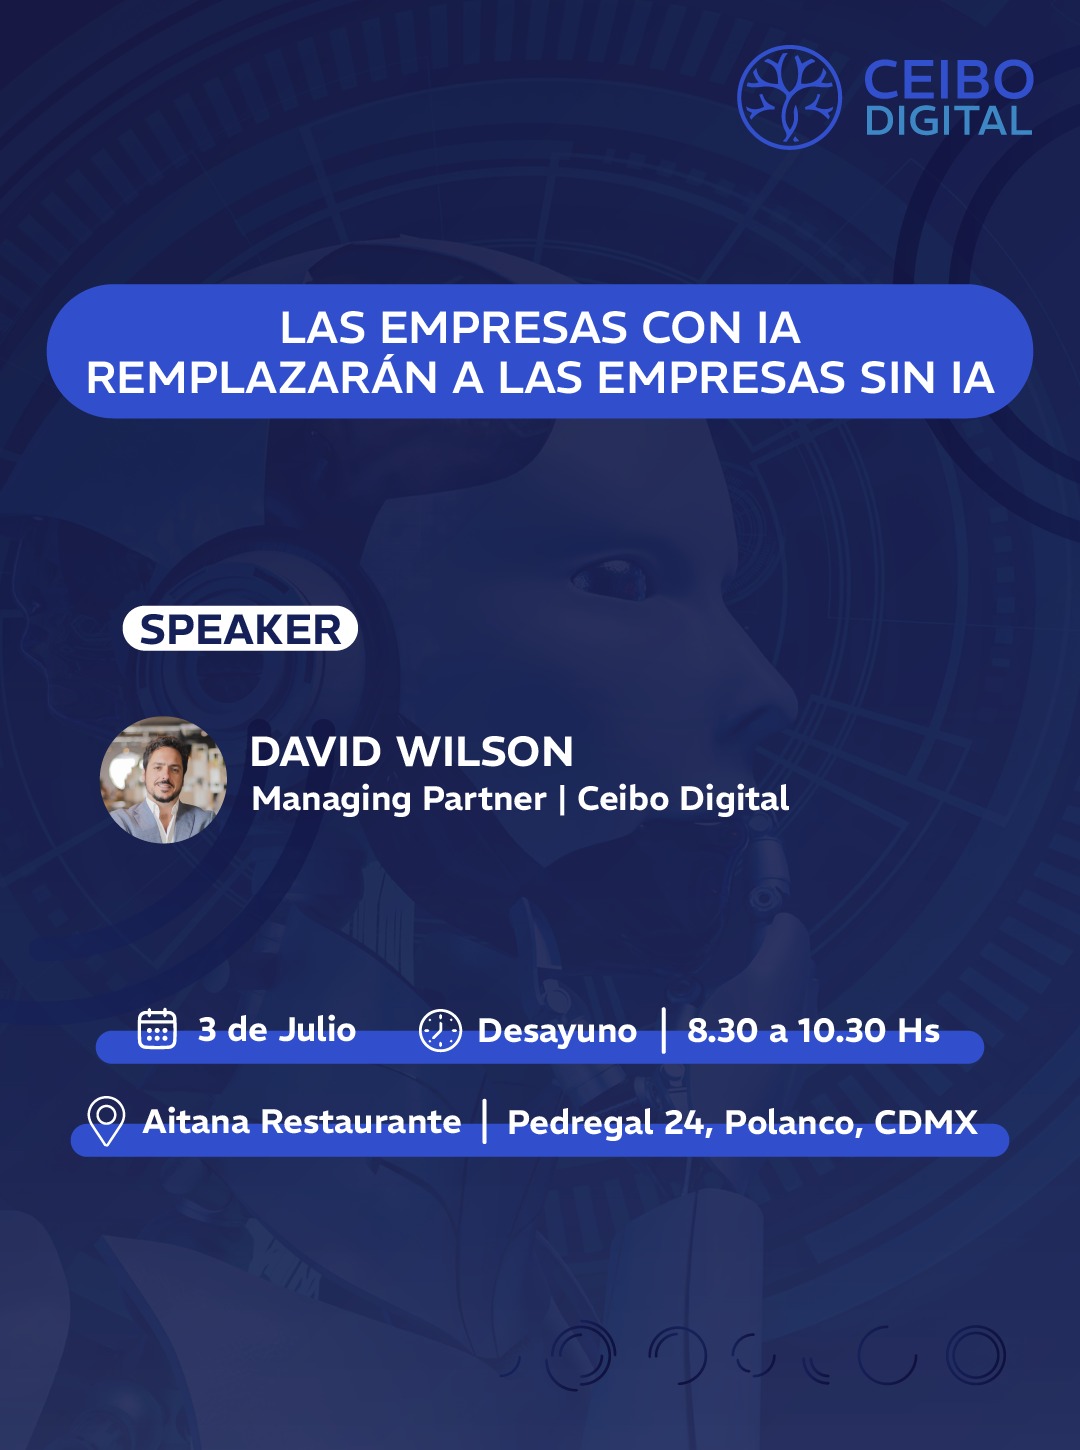 CEIBO
DIGITAL
LAS EMPRESAS CON IA
REMPLAZARÁN A LAS EMPRESAS SIN IA
SPEAKER
DAVID WILSON
Managing Partner | Ceibo Digital
3 de Julio
Desayuno | 8.30 a 10.30 Hs
Aitana Restaurante | Pedregal 24, Polanco, CDMX